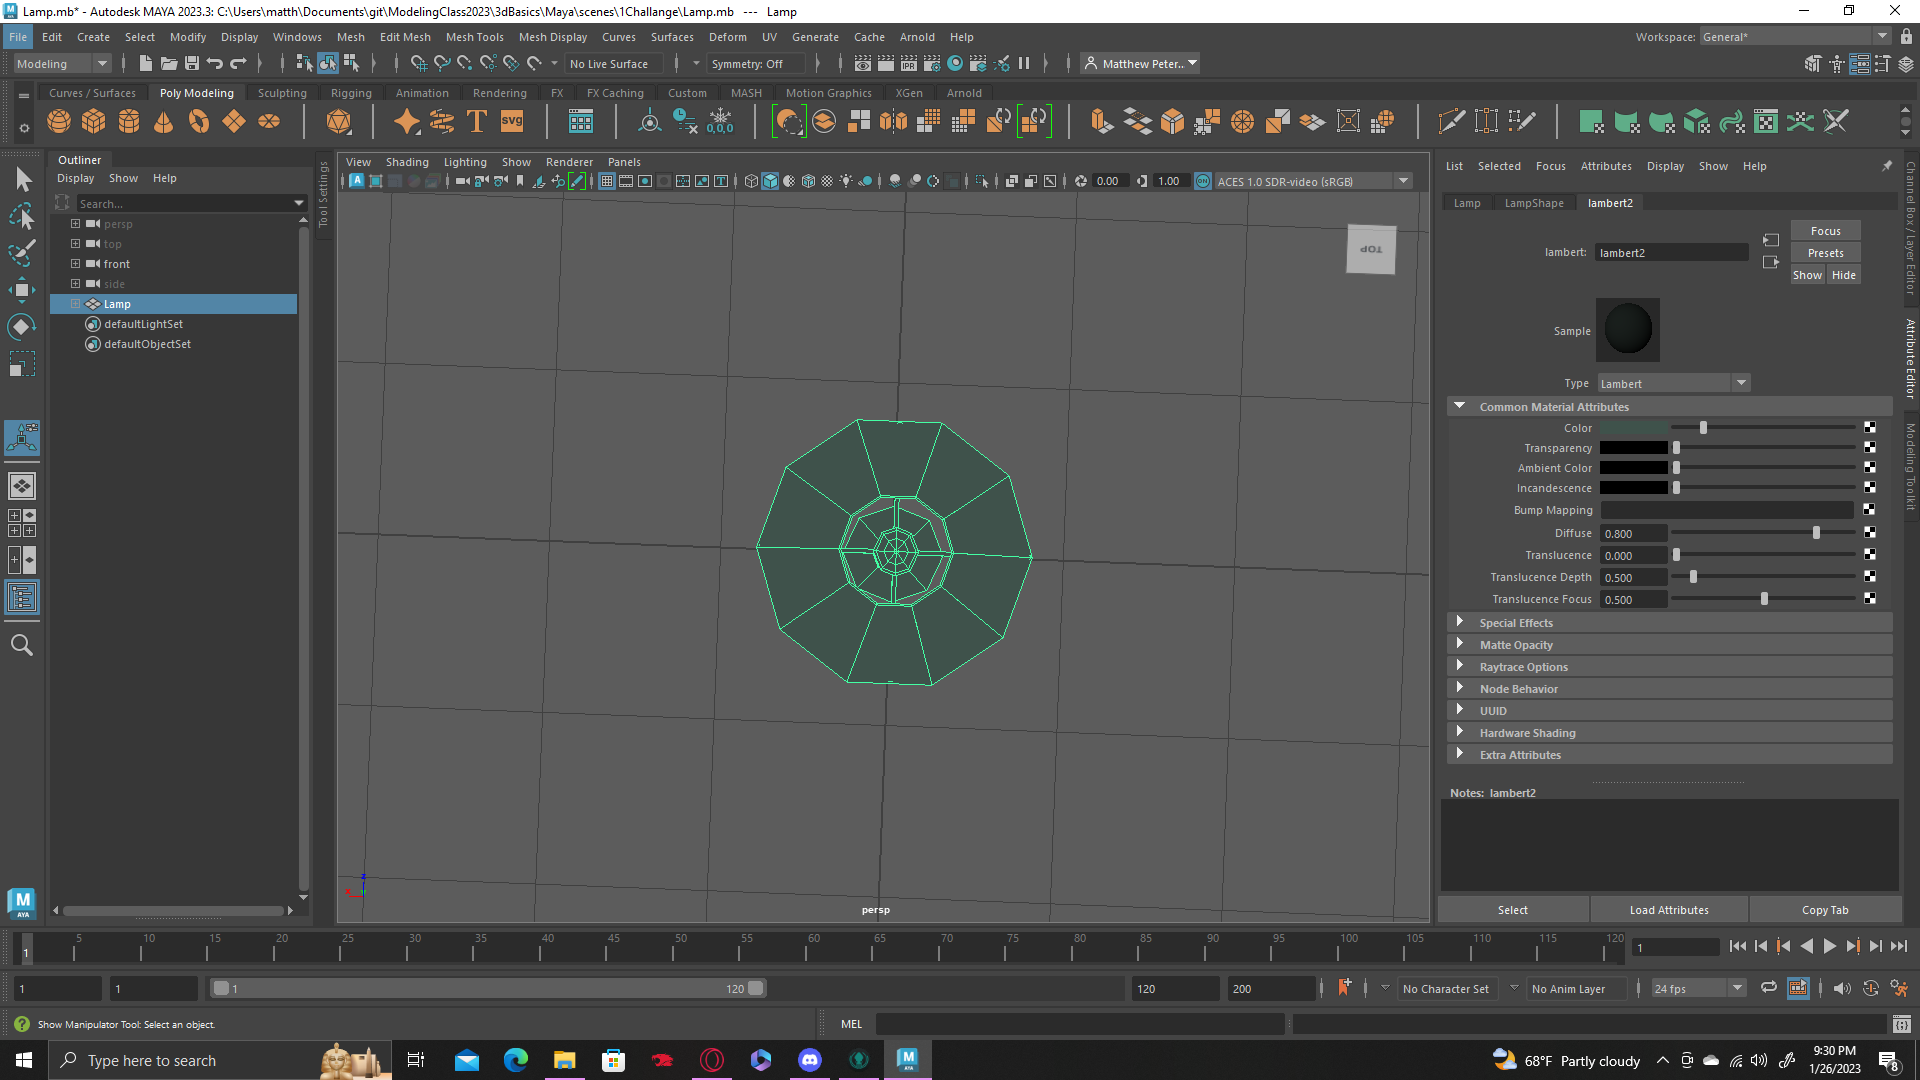 Lamp.mb* - Autodesk MAYA 2023.3: C:\Users\matth\Documents\git\ModelingClass2023\3dBasics\Maya\scenes\1Challange\Lamp.mb   ---   Lamp
File Edit Create Select Modify Display Windows Mesh Edit Mesh Mesh Tools Mesh Display Curves Surfaces Deform UV Generate Cache Arnold Help Workspace: General*
Modeling No Live Surface Symmetry: Off IPR Matthew Peter...
Curves / Surfaces Poly Modeling Sculpting Rigging Animation Rendering FX FX Caching Custom MASH Motion Graphics XGen Arnold
T svg 0,0,0
Outliner
Display Show Help
Search...
persp
top
front
side
Lamp
defaultLightSet
defaultObjectSet
Tool Settings
View Shading Lighting Show Renderer Panels
0.00 1.00 ON ACES 1.0 SDR-video (sRGB)
TOP
persp
List Selected Focus Attributes Display Show Help
Lamp LampShape lambert2
lambert: lambert2
Focus
Presets
Show Hide
Sample
Type Lambert
Common Material Attributes
Color
Transparency
Ambient Color
Incandescence
Bump Mapping
Diffuse 0.800
Translucence 0.000
Translucence Depth 0.500
Translucence Focus 0.500
Special Effects
Matte Opacity
Raytrace Options
Node Behavior
UUID
Hardware Shading
Extra Attributes
Notes: lambert2
Select Load Attributes Copy Tab
Channel Box / Layer Editor
Attribute Editor
Modeling Toolkit
1 5 10 15 20 25 30 35 40 45 50 55 60 65 70 75 80 85 90 95 100 105 110 115 120 1
1 1 1 120 120 200 No Character Set No Anim Layer 24 fps
Show Manipulator Tool: Select an object. MEL
Type here to search 68°F Partly cloudy 9:30 PM
1/26/2023
8